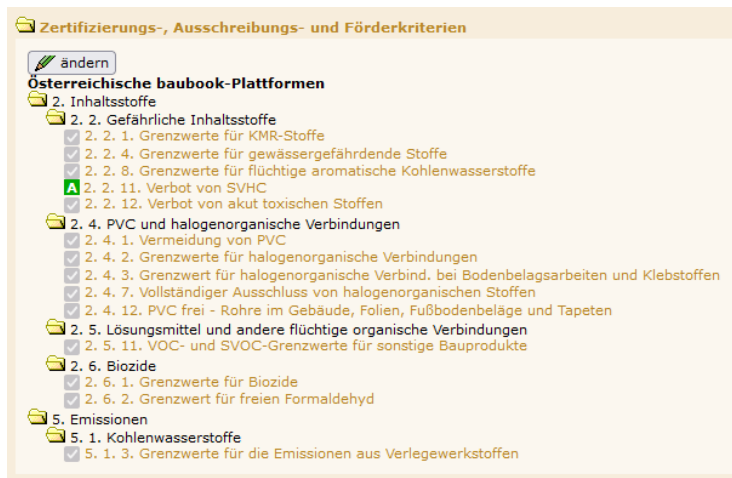 Zertifizierungs-, Ausschreibungs- und Förderkriterien
ändern
Österreichische baubook-Plattformen
2. Inhaltsstoffe
2. 2. Gefährliche Inhaltsstoffe
2. 2. 1. Grenzwerte für KMR-Stoffe
2. 2. 4. Grenzwerte für gewässergefährdende Stoffe
2. 2. 8. Grenzwerte für flüchtige aromatische Kohlenwasserstoffe
A 2. 2. 11. Verbot von SVHC
2. 2. 12. Verbot von akut toxischen Stoffen
2. 4. PVC und halogenorganische Verbindungen
2. 4. 1. Vermeidung von PVC
2. 4. 2. Grenzwerte für halogenorganische Verbindungen
2. 4. 3. Grenzwert für halogenorganische Verbind. bei Bodenbelagsarbeiten und Klebstoffen
2. 4. 7. Vollständiger Ausschluss von halogenorganischen Stoffen
2. 4. 12. PVC frei - Rohre im Gebäude, Folien, Fußbodenbeläge und Tapeten
2. 5. Lösungsmittel und andere flüchtige organische Verbindungen
2. 5. 11. VOC- und SVOC-Grenzwerte für sonstige Bauprodukte
2. 6. Biozide
2. 6. 1. Grenzwerte für Biozide
2. 6. 2. Grenzwert für freien Formaldehyd
5. Emissionen
5. 1. Kohlenwasserstoffe
5. 1. 3. Grenzwerte für die Emissionen aus Verlegewerkstoffen